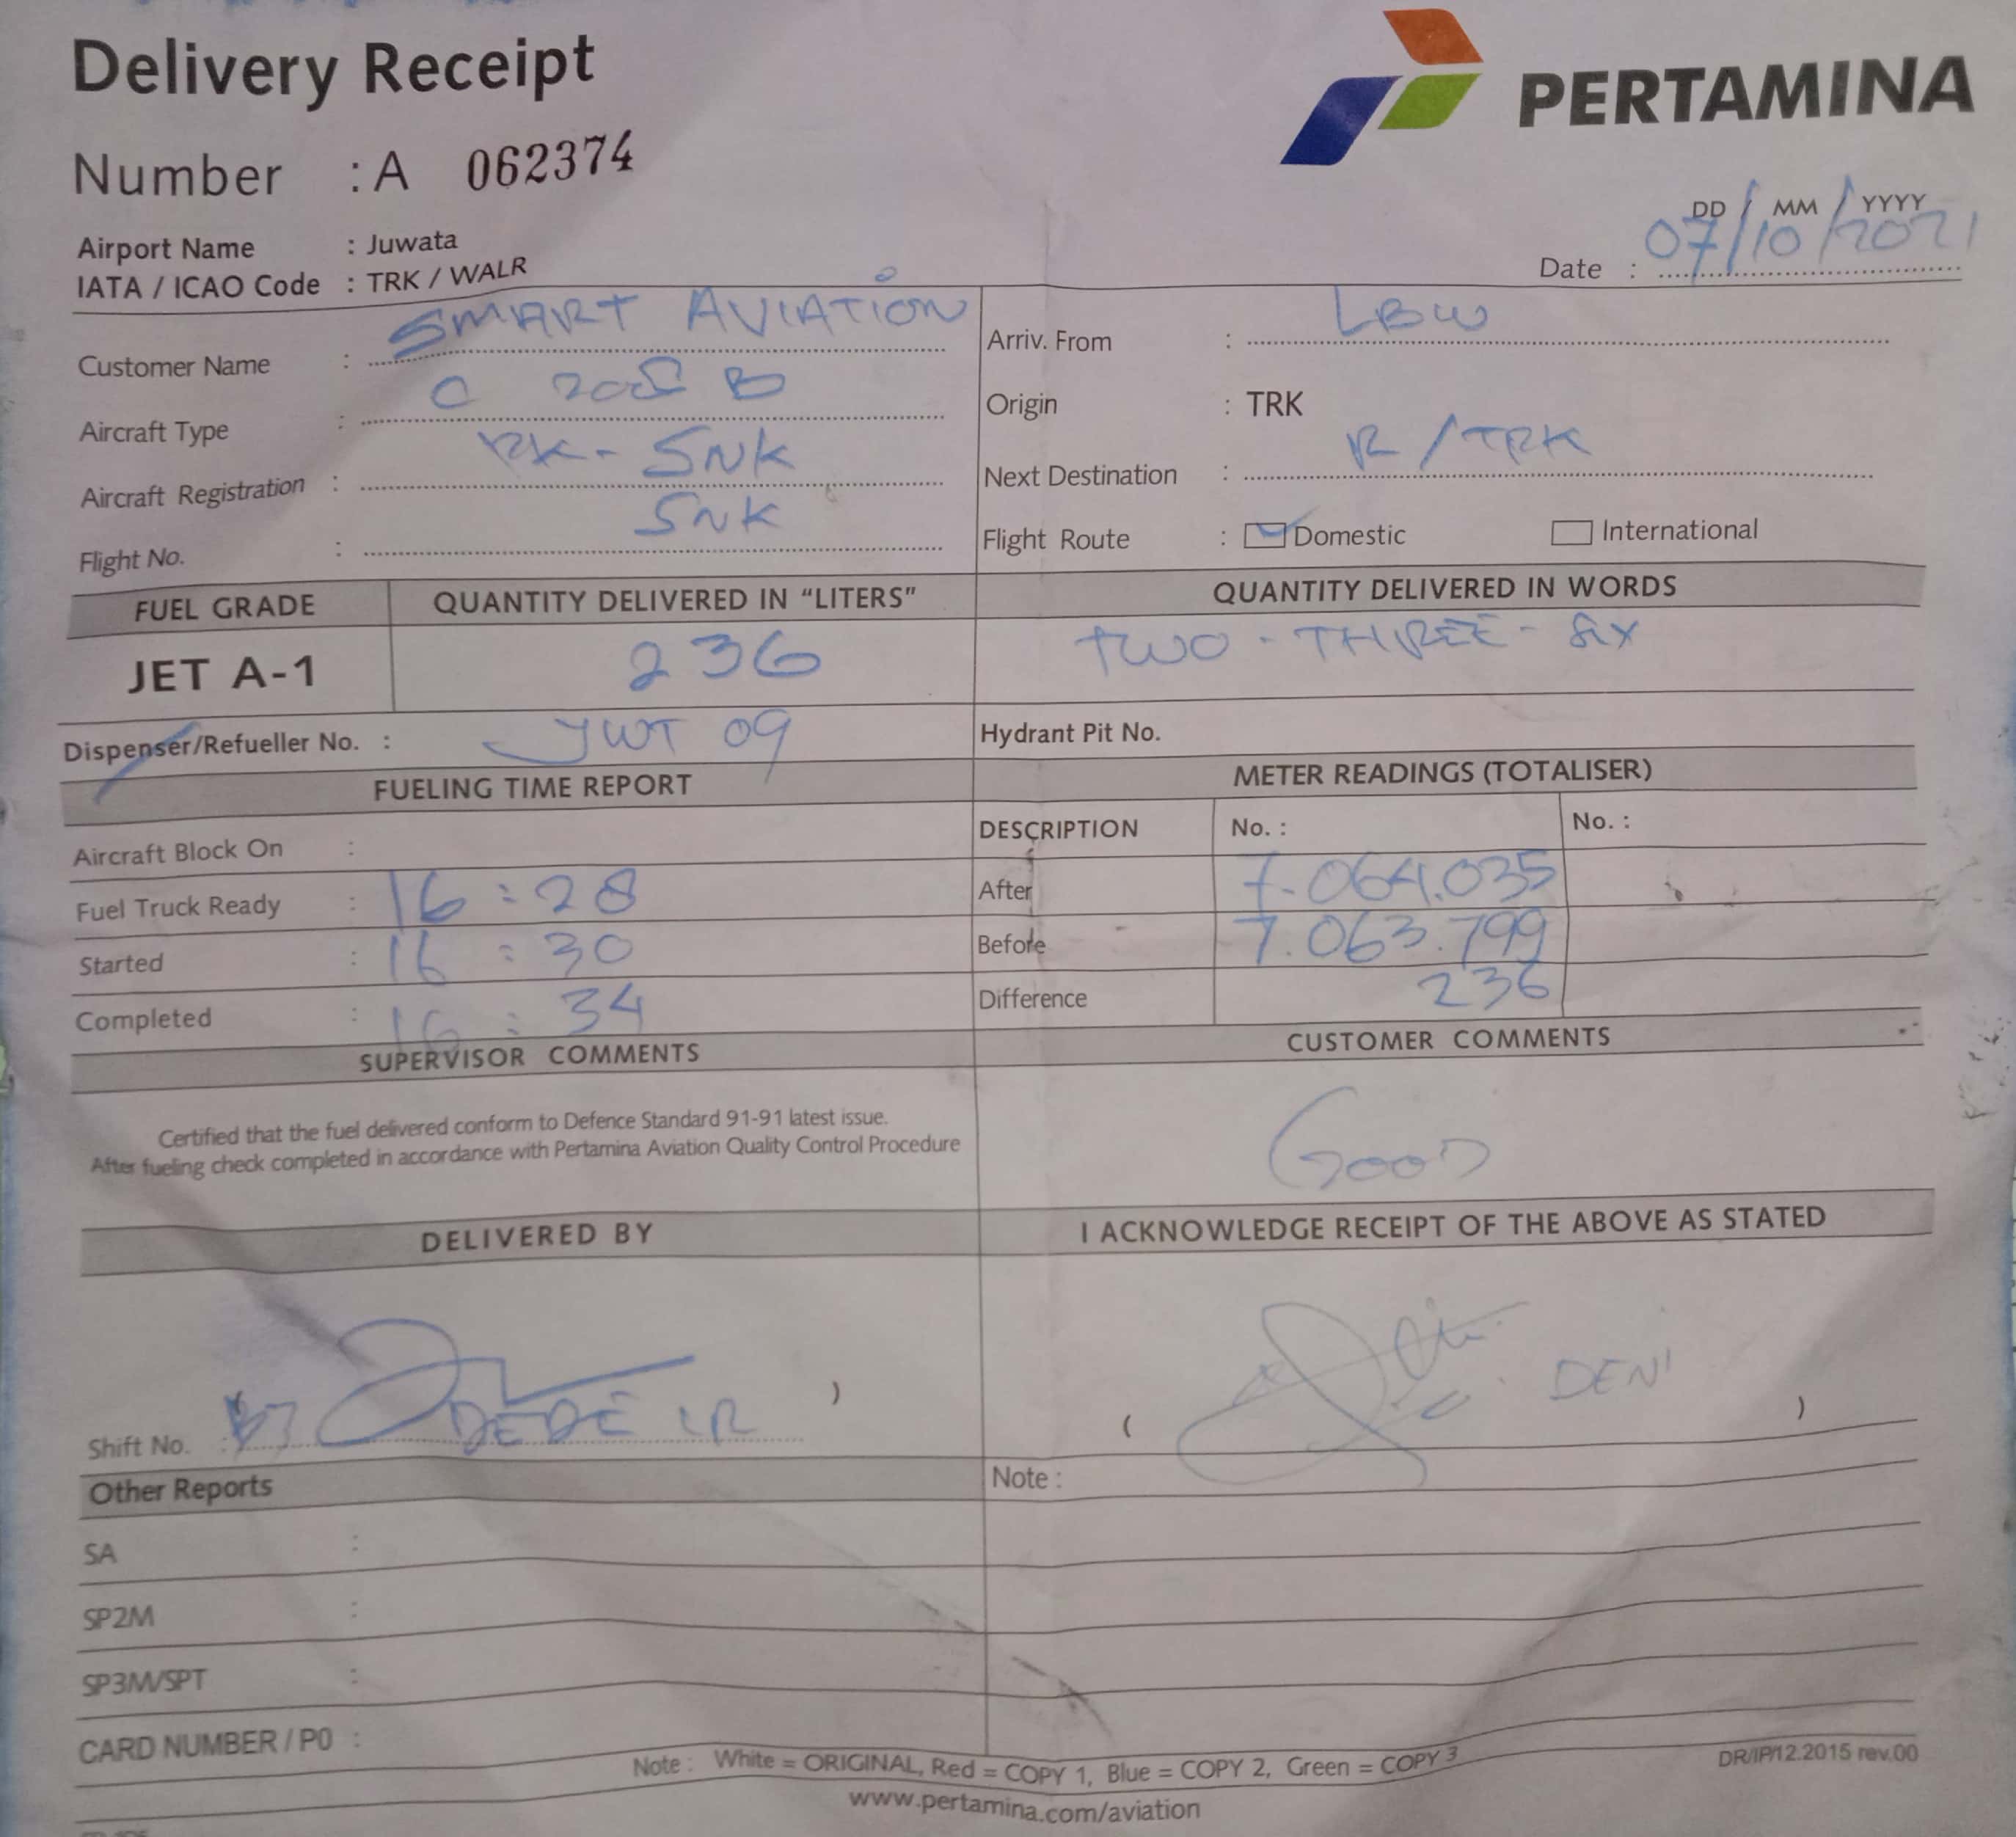 Delivery Receipt
PERTAMINA
Number : A 062374
DD / MM / YYYY
Airport Name : Juwata
Date : 07/10/2021
IATA / ICAO Code : TRK / WALR
Customer Name : SMART AVIATION
Arriv. From : LBW
Aircraft Type : C 208 B
Origin : TRK
Aircraft Registration : PK-SNK
Next Destination : R/TRK
Flight No. : SNK
Flight Route : Domestic International
FUEL GRADE QUANTITY DELIVERED IN "LITERS" QUANTITY DELIVERED IN WORDS
JET A-1 236 TWO - THREE - SIX
Dispenser/Refueller No. : JWT 09
Hydrant Pit No.
FUELING TIME REPORT
METER READINGS (TOTALISER)
Aircraft Block On :
DESCRIPTION No. : No. :
Fuel Truck Ready : 16 : 28
After 7.064.035
Started : 16 : 30
Before 7.063.799
Completed : 16 : 34
Difference 236
SUPERVISOR COMMENTS
CUSTOMER COMMENTS
Certified that the fuel delivered conform to Defence Standard 91-91 latest issue.
After fueling check completed in accordance with Pertamina Aviation Quality Control Procedure
GOOD
DELIVERED BY
I ACKNOWLEDGE RECEIPT OF THE ABOVE AS STATED
Shift No. : DEDE )
( DENI )
Other Reports
Note :
SA :
SP2M :
SP3M/SPT :
CARD NUMBER / PO :
Note : White = ORIGINAL, Red = COPY 1, Blue = COPY 2, Green = COPY 3
DR/IP/12.2015 rev.00
www.pertamina.com/aviation